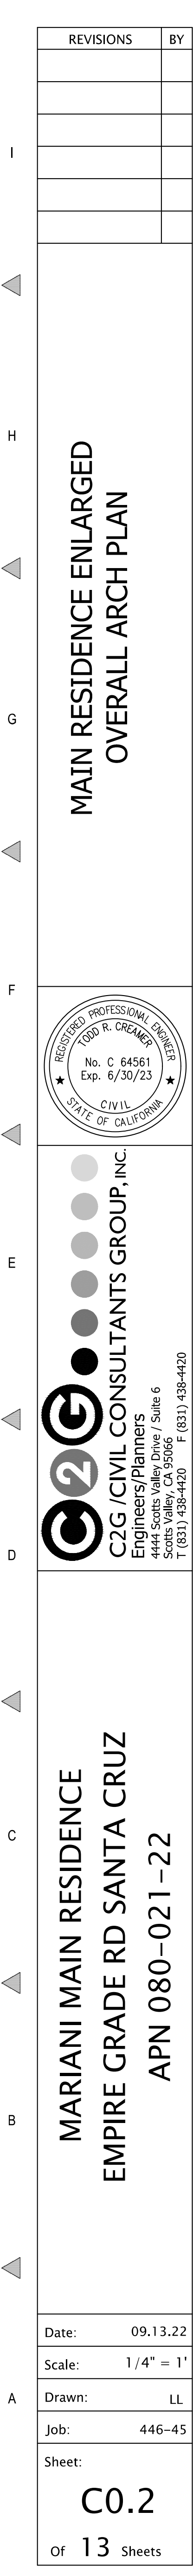 REVISIONS BY
I
H
MAIN RESIDENCE ENLARGED
OVERALL ARCH PLAN
G
F
REGISTERED PROFESSIONAL ENGINEER
TODD R. CREAMER
No. C 64561
Exp. 6/30/23
CIVIL
STATE OF CALIFORNIA
E
C2G
C2G /CIVIL CONSULTANTS GROUP, INC.
Engineers/Planners
4444 Scotts Valley Drive / Suite 6
Scotts Valley, CA 95066
T (831) 438-4420 F (831) 438-4420
D
C
MARIANI MAIN RESIDENCE
EMPIRE GRADE RD SANTA CRUZ
APN 080-021-22
B
A
Date: 09.13.22
Scale: 1/4" = 1'
Drawn: LL
Job: 446-45
Sheet:
C0.2
Of 13 Sheets